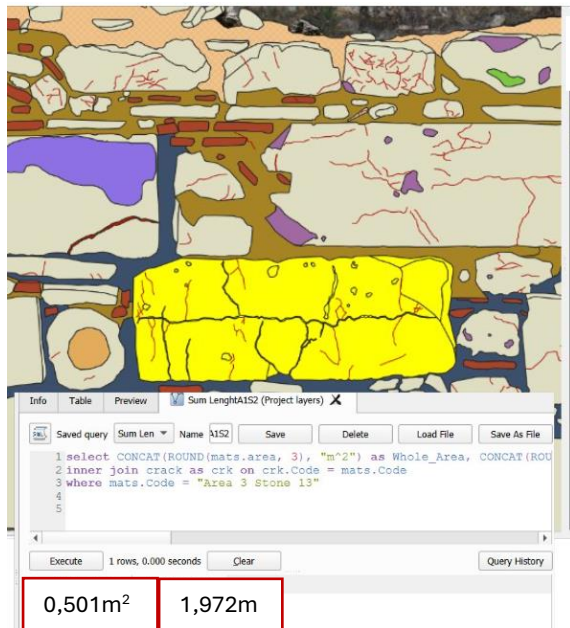 Info Table Preview Sum LenghtA1S2 (Project layers) X
Saved query Sum Len Name A1S2 Save Delete Load File Save As File
1 select CONCAT(ROUND(mats.area, 3), "m^2") as Whole_Area, CONCAT(ROU
2 inner join crack as crk on crk.Code = mats.Code
3 where mats.Code = "Area 3 Stone 13"
4
5
Execute 1 rows, 0.000 seconds Clear Query History
0,501m² 1,972m